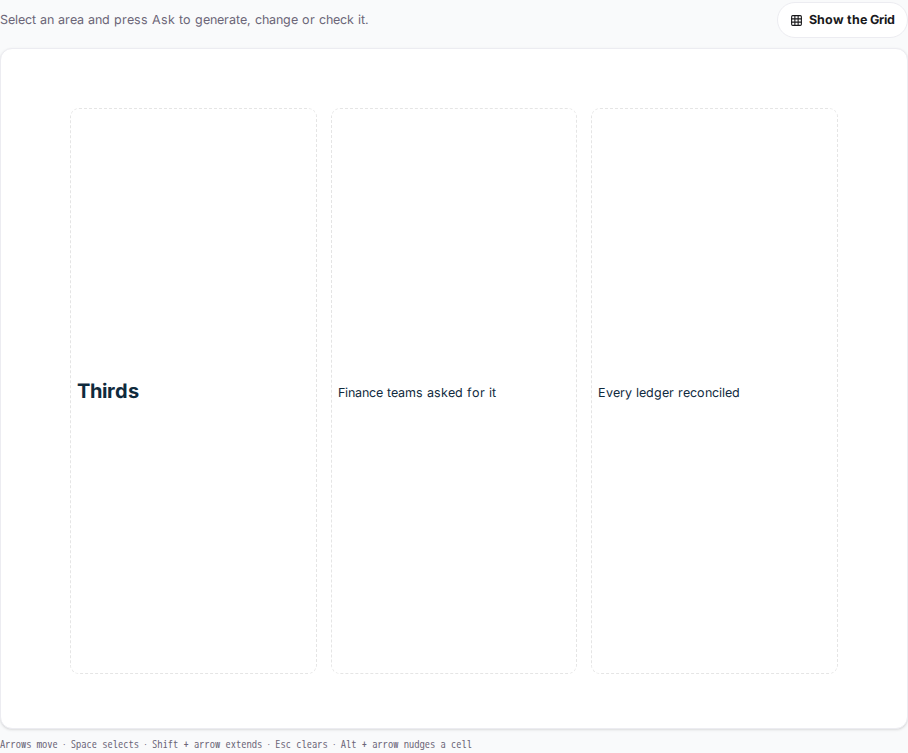 Select an area and press Ask to generate, change or check it.
Show the Grid
Thirds
Finance teams asked for it
Every ledger reconciled
Arrows move · Space selects · Shift + arrow extends · Esc clears · Alt + arrow nudges a cell